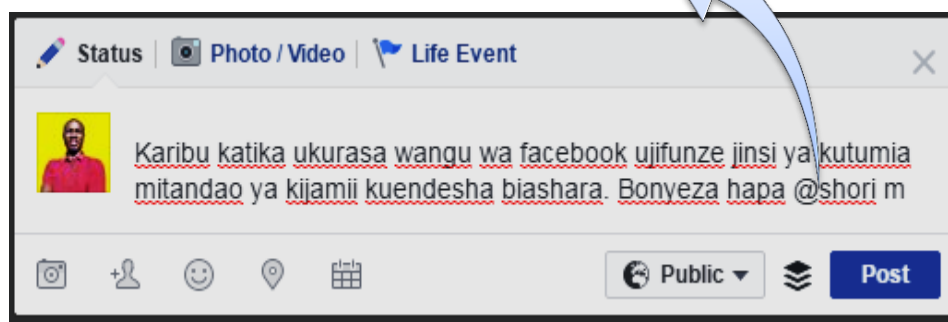 Status Photo / Video Life Event
Karibu katika ukurasa wangu wa facebook ujifunze jinsi ya kutumia
mitandao ya kijamii kuendesha biashara. Bonyeza hapa @shori m
Public Post